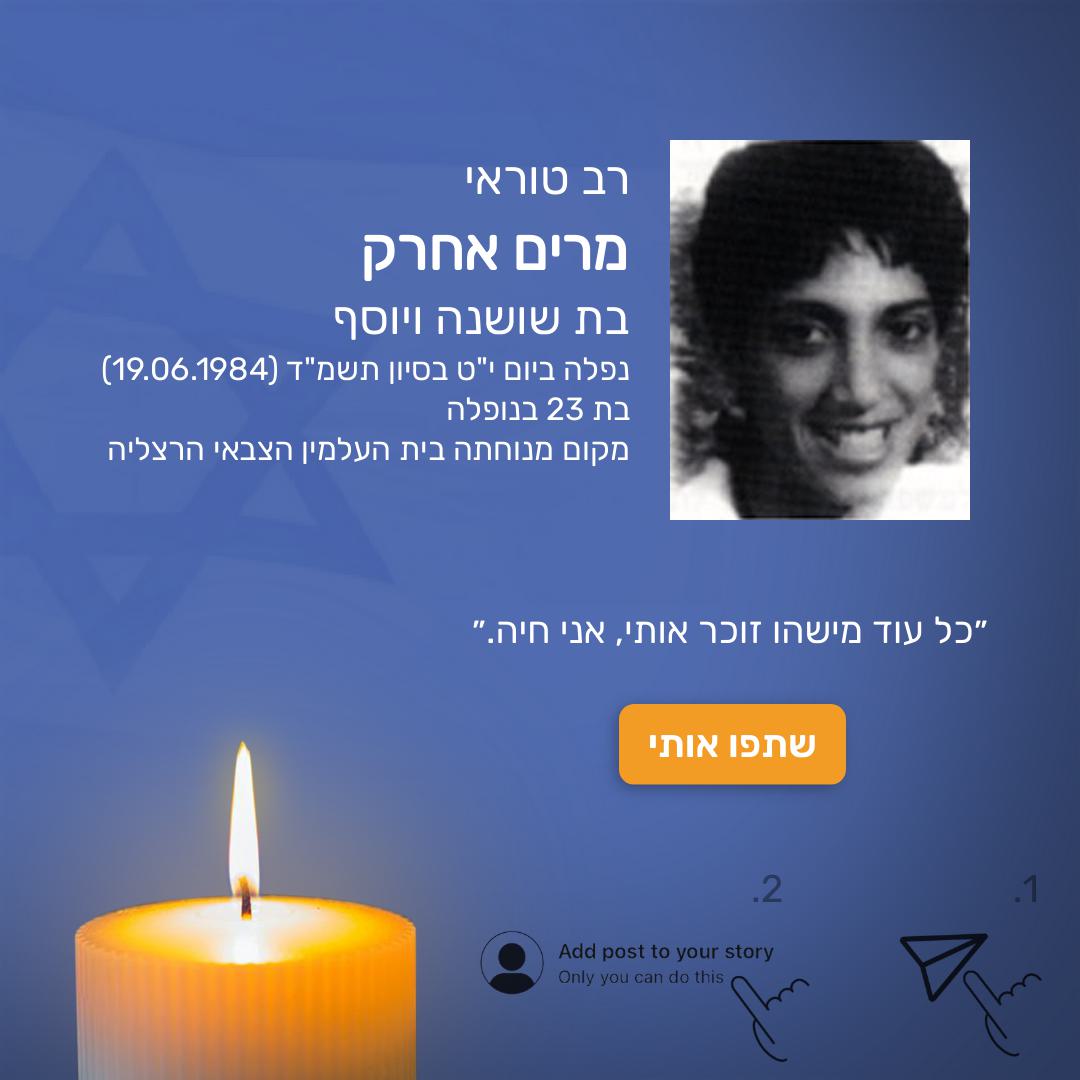 רב טוראי
מרים אחרק
בת שושנה ויוסף
נפלה ביום י"ט בסיון תשמ"ד (19.06.1984)
בת 23 בנופלה
מקום מנוחתה בית העלמין הצבאי הרצליה
״כל עוד מישהו זוכר אותי, אני חיה.״
שתפו אותי
.1
.2
Add post to your story
Only you can do this